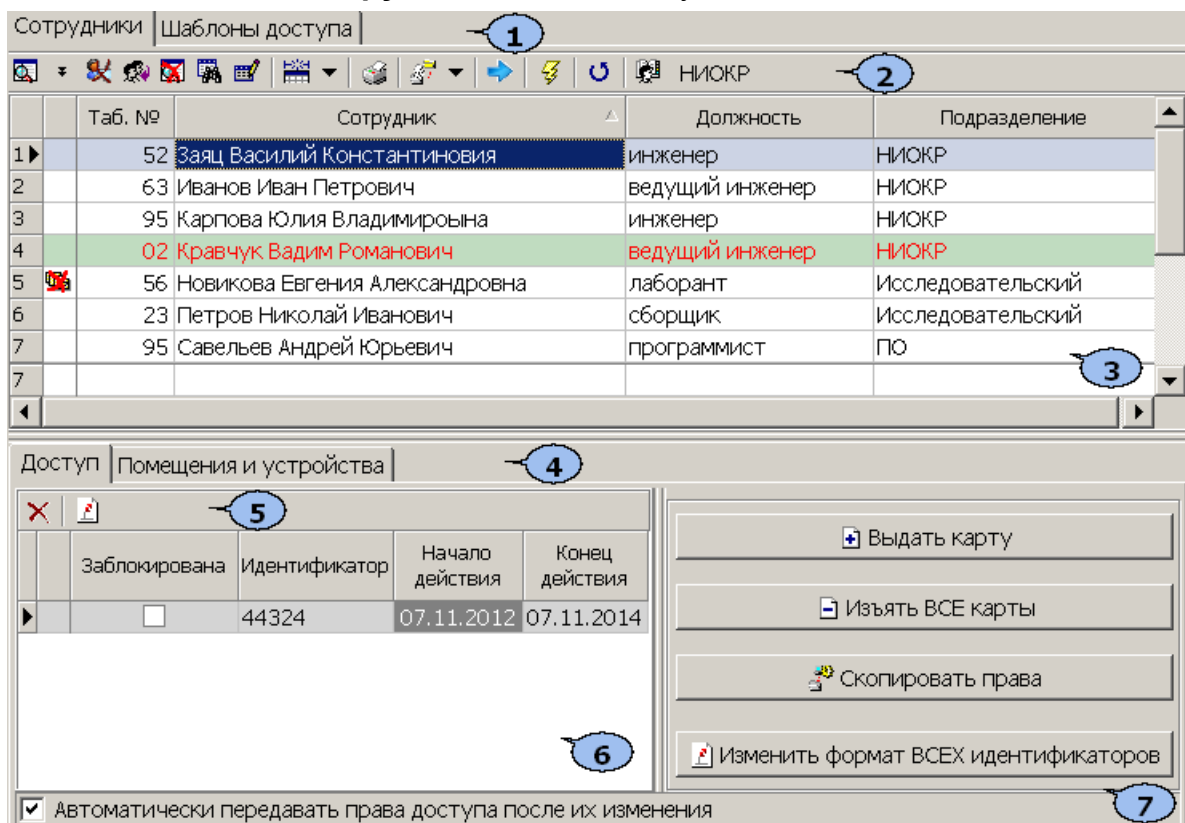 Сотрудники Шаблоны доступа 1
НИОКР 2
Таб. № Сотрудник Должность Подразделение
1 52 Заяц Василий Константиновия инженер НИОКР
2 63 Иванов Иван Петрович ведущий инженер НИОКР
3 95 Карпова Юлия Владимироына инженер НИОКР
4 02 Кравчук Вадим Романович ведущий инженер НИОКР
5 56 Новикова Евгения Александровна лаборант Исследовательский
6 23 Петров Николай Иванович сборщик Исследовательский
7 95 Савельев Андрей Юрьевич программист ПО
3
7
Доступ Помещения и устройства 4
5
Заблокирована Идентификатор Начало действия Конец действия
44324 07.11.2012 07.11.2014
6
Выдать карту
Изъять ВСЕ карты
Скопировать права
Изменить формат ВСЕХ идентификаторов
7
Автоматически передавать права доступа после их изменения